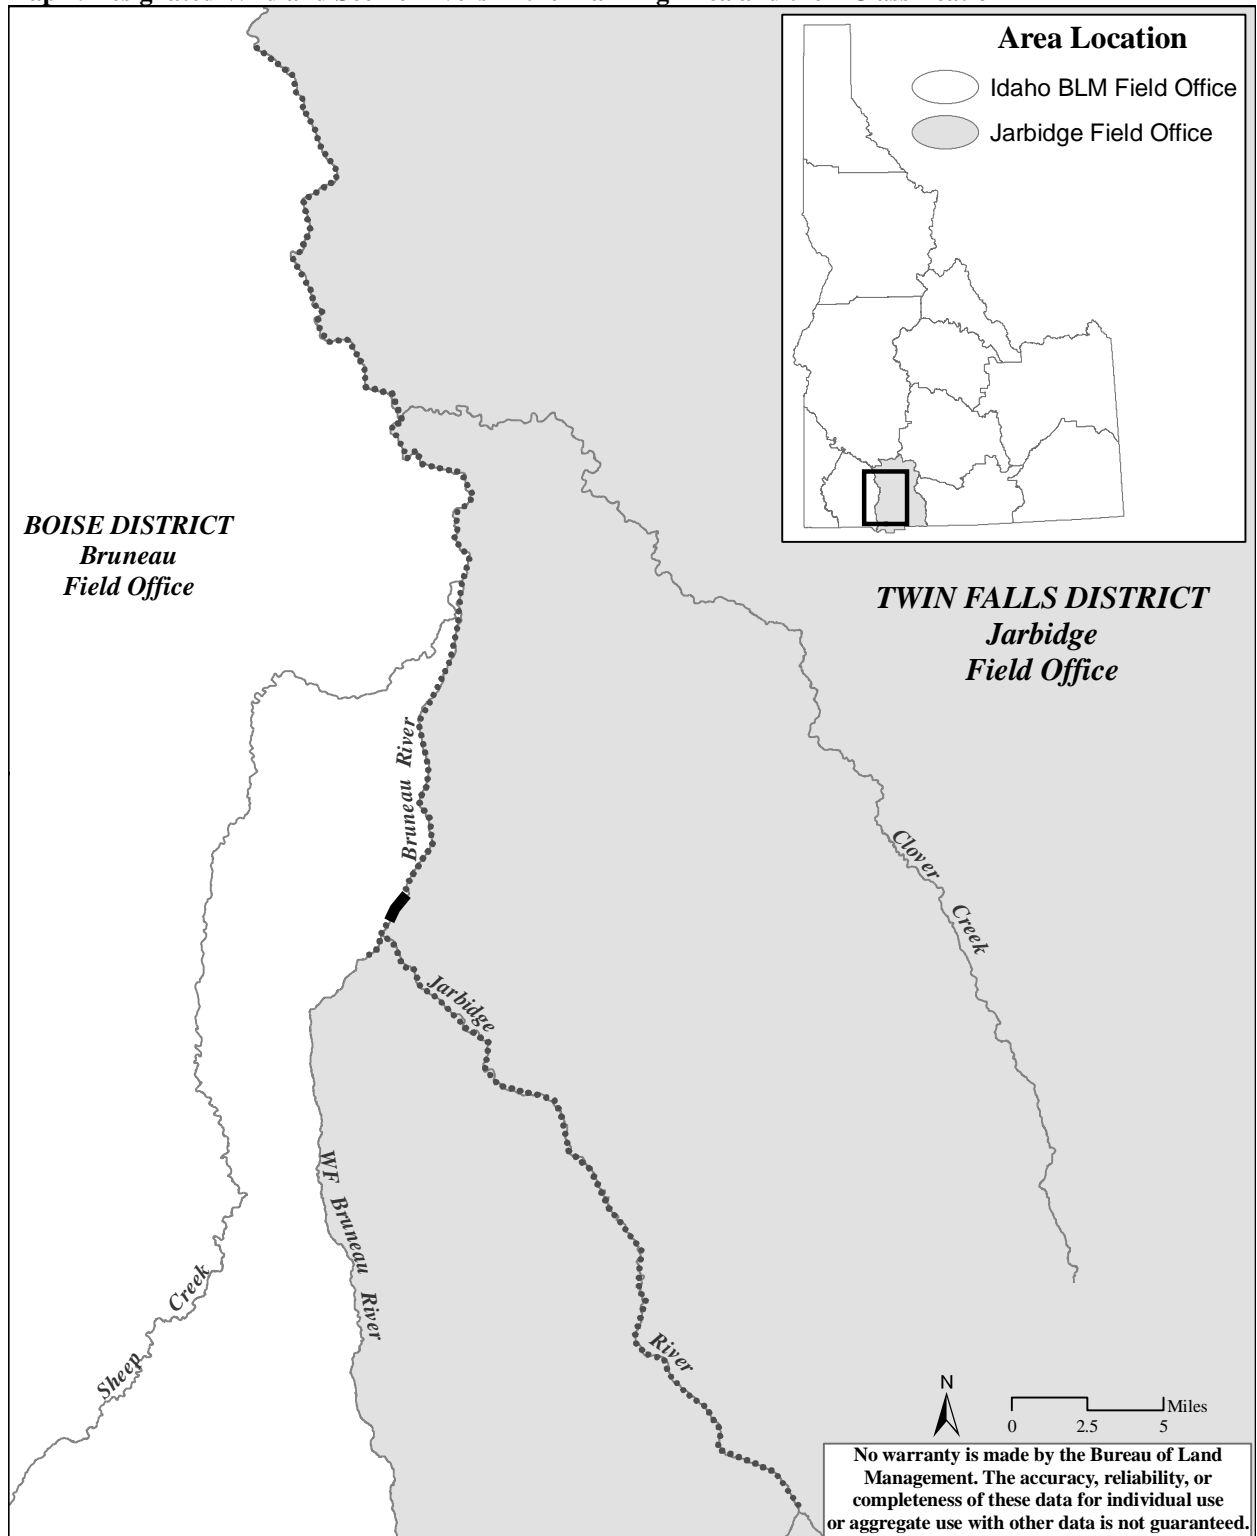 Area Location
Idaho BLM Field Office
Jarbidge Field Office
BOISE DISTRICT
Bruneau
Field Office
TWIN FALLS DISTRICT
Jarbidge
Field Office
Bruneau River
Clover Creek
Jarbidge River
WF Bruneau River
Sheep Creek
N
0 2.5 5 Miles
No warranty is made by the Bureau of Land
Management. The accuracy, reliability, or
completeness of these data for individual use
or aggregate use with other data is not guaranteed.